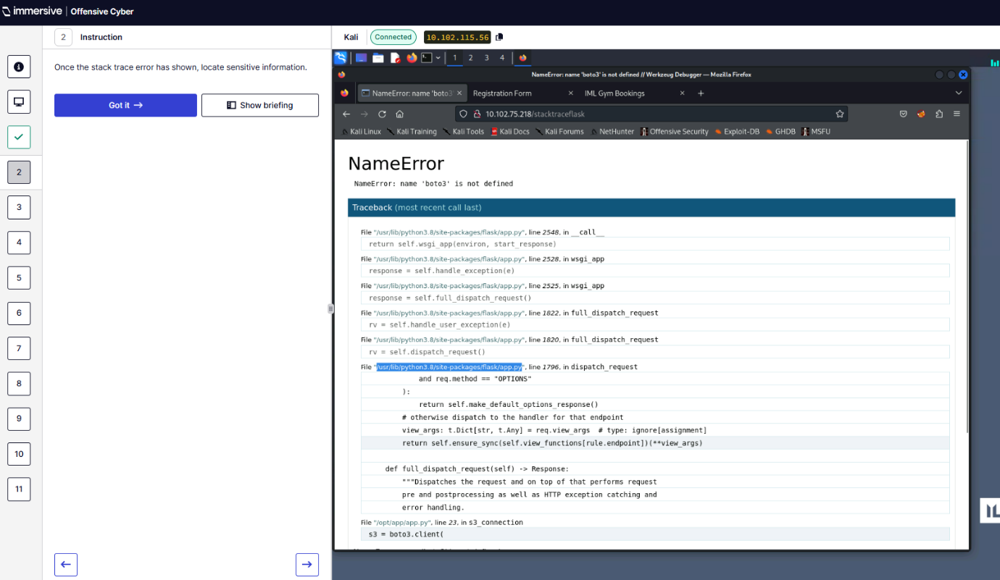 immersive | Offensive Cyber
2 Instruction
Once the stack trace error has shown, locate sensitive information.
Got it →
Show briefing
2
3
4
5
6
7
8
9
10
11
Kali Connected 10.102.115.56
1 2 3 4
NameError: name 'boto3' is not defined // Werkzeug Debugger — Mozilla Firefox
NameError: name 'boto3' × Registration Form × IML Gym Bookings × +
10.102.75.218/stacktraceflask
Kali Linux Kali Training Kali Tools Kali Docs Kali Forums NetHunter Offensive Security Exploit-DB GHDB MSFU
NameError
NameError: name 'boto3' is not defined
Traceback (most recent call last)
File "/usr/lib/python3.8/site-packages/flask/app.py", line 2548, in __call__
return self.wsgi_app(environ, start_response)
File "/usr/lib/python3.8/site-packages/flask/app.py", line 2528, in wsgi_app
response = self.handle_exception(e)
File "/usr/lib/python3.8/site-packages/flask/app.py", line 2525, in wsgi_app
response = self.full_dispatch_request()
File "/usr/lib/python3.8/site-packages/flask/app.py", line 1822, in full_dispatch_request
rv = self.handle_user_exception(e)
File "/usr/lib/python3.8/site-packages/flask/app.py", line 1820, in full_dispatch_request
rv = self.dispatch_request()
File "/usr/lib/python3.8/site-packages/flask/app.py", line 1796, in dispatch_request
and req.method == "OPTIONS"
):
return self.make_default_options_response()
# otherwise dispatch to the handler for that endpoint
view_args: t.Dict[str, t.Any] = req.view_args  # type: ignore[assignment]
return self.ensure_sync(self.view_functions[rule.endpoint])(**view_args)
def full_dispatch_request(self) -> Response:
"""Dispatches the request and on top of that performs request
pre and postprocessing as well as HTTP exception catching and
error handling.
File "/opt/app/app.py", line 23, in s3_connection
s3 = boto3.client(